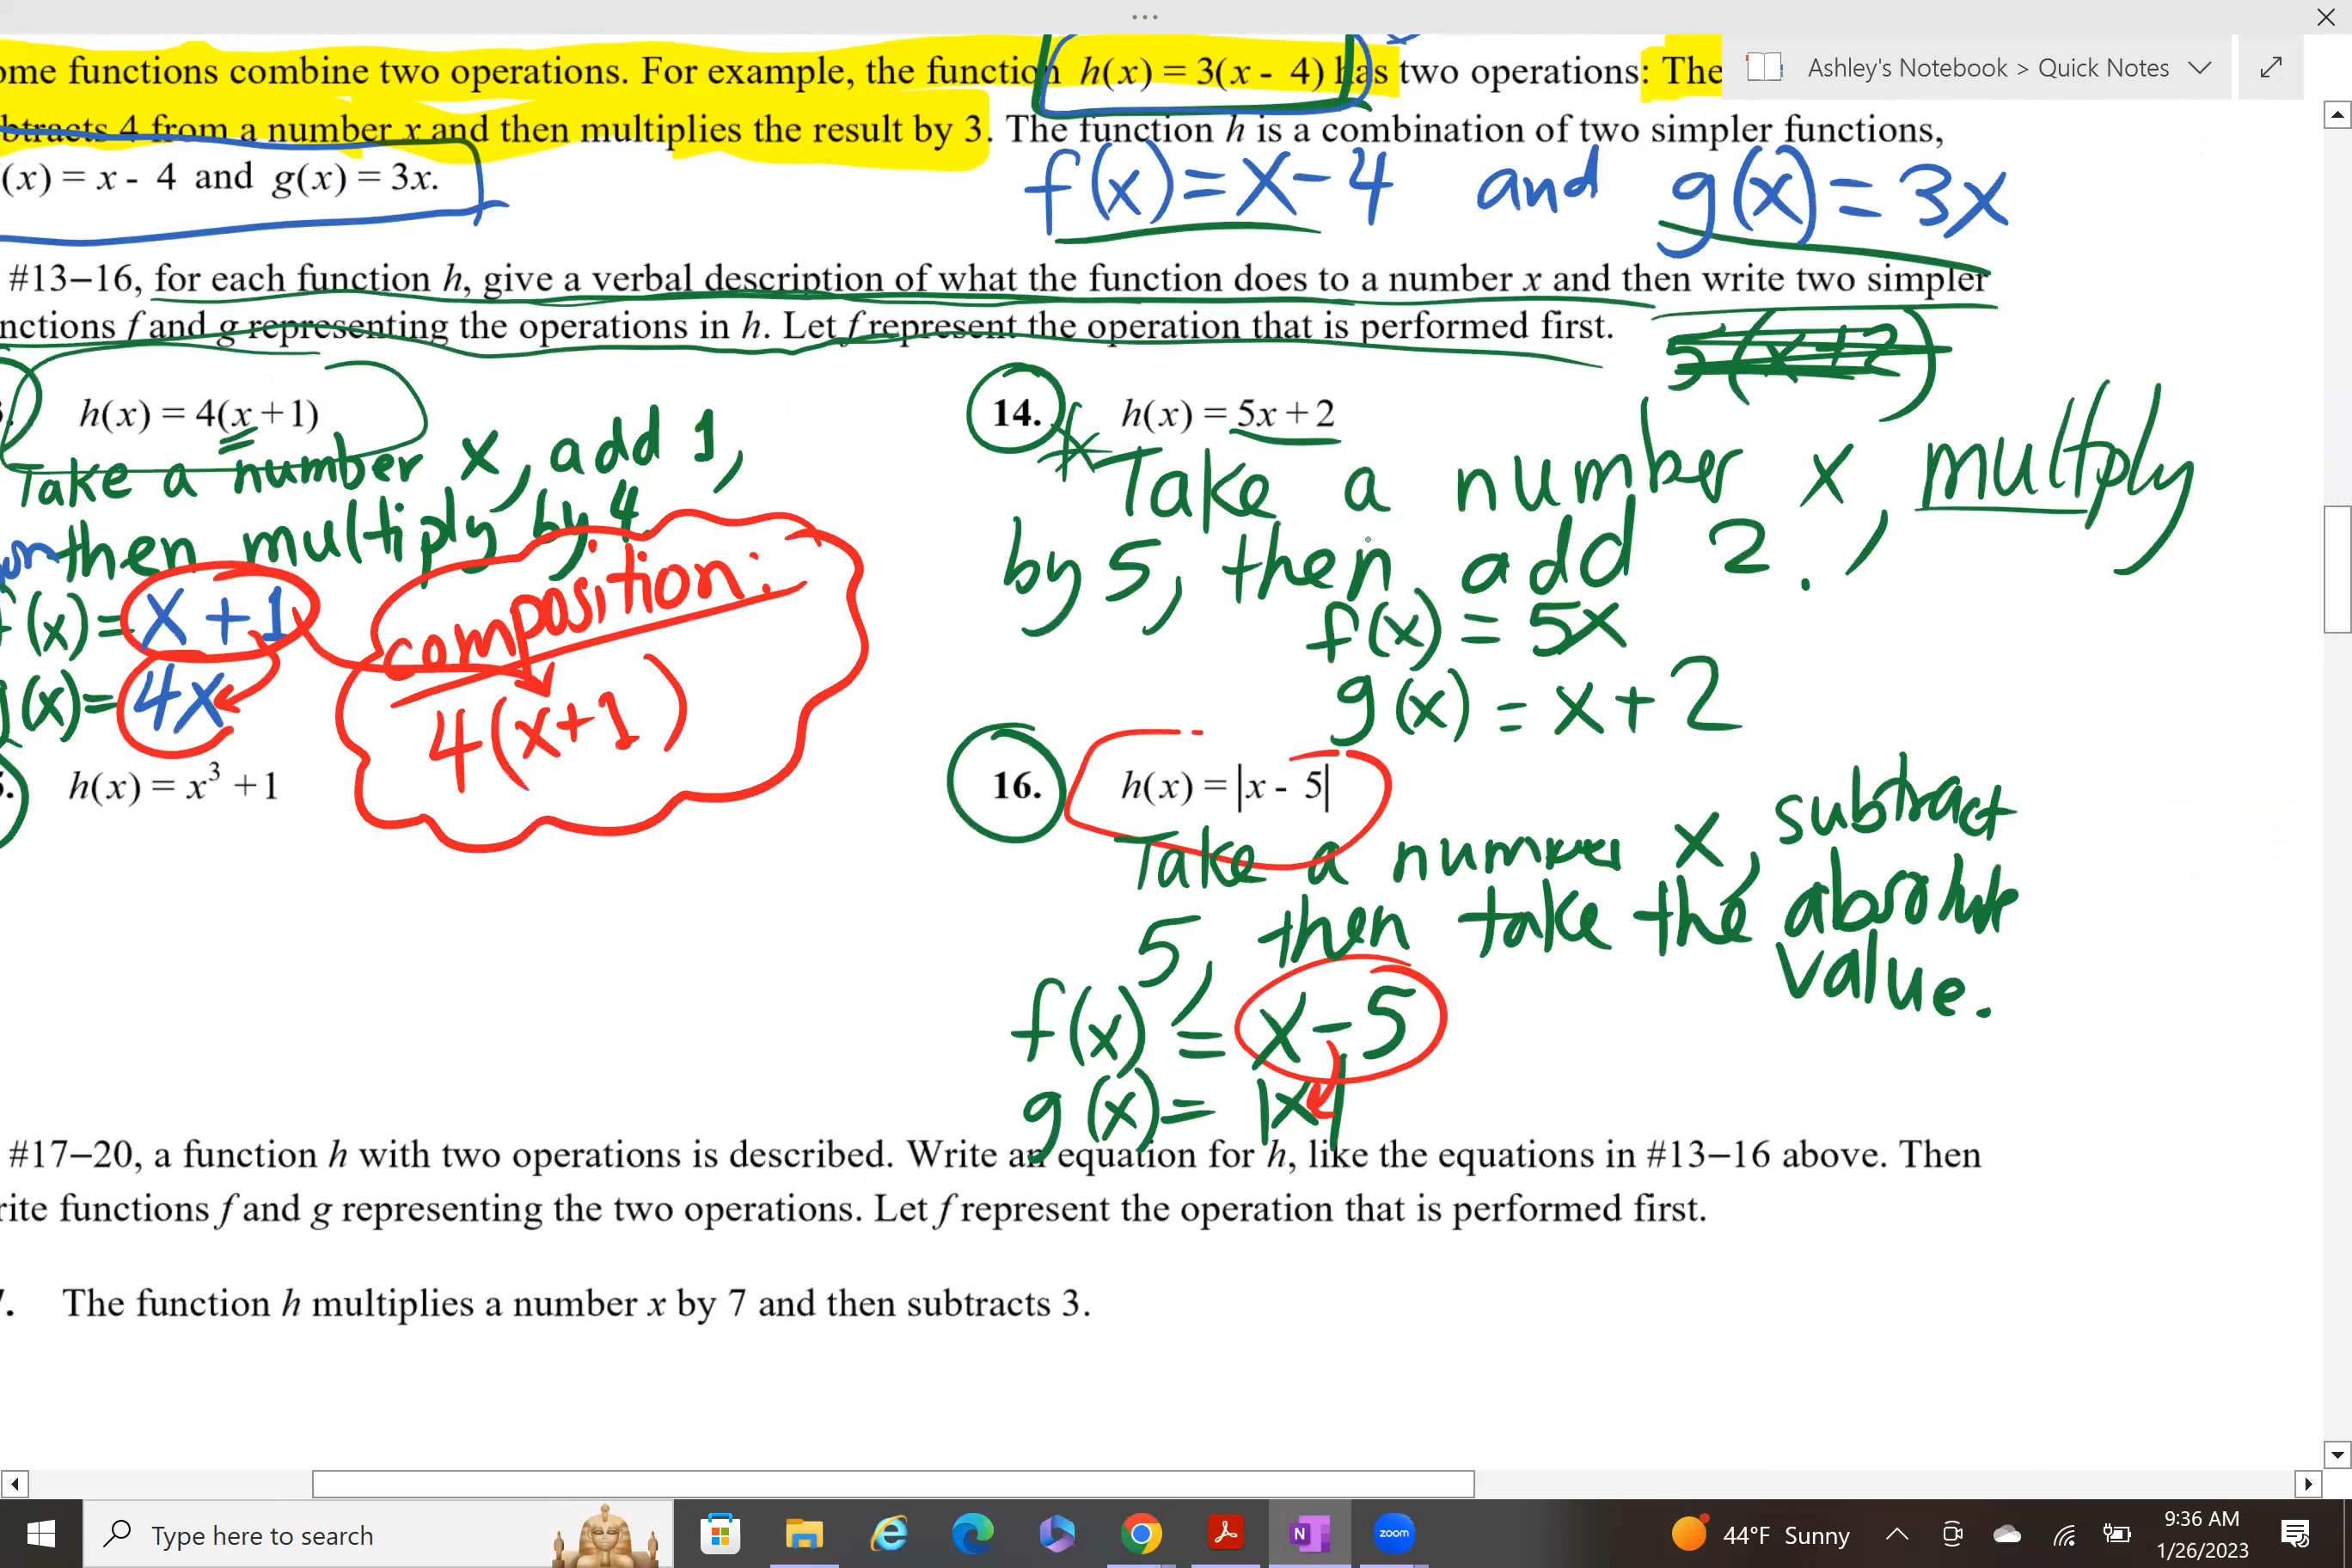 Ashley's Notebook > Quick Notes
ome functions combine two operations. For example, the function h(x) = 3(x - 4) has two operations: The
btracts 4 from a number x and then multiplies the result by 3. The function h is a combination of two simpler functions,
(x) = x - 4 and g(x) = 3x.
f(x) = x - 4 and g(x) = 3x
#13–16, for each function h, give a verbal description of what the function does to a number x and then write two simpler
nctions f and g representing the operations in h. Let f represent the operation that is performed first.
5(x+2)
h(x) = 4(x + 1)
Take a number x, add 1,
then multiply by 4
f(x) = x + 1
g(x) = 4x
composition:
4(x+1)
14. h(x) = 5x + 2
Take a number x, multiply
by 5, then add 2.
f(x) = 5x
g(x) = x + 2
5. h(x) = x³ + 1
16. h(x) = |x - 5|
Take a number x, subtract
5, then take the absolute
value.
f(x) = x - 5
g(x) = |x|
#17–20, a function h with two operations is described. Write an equation for h, like the equations in #13–16 above. Then
rite functions f and g representing the two operations. Let f represent the operation that is performed first.
. The function h multiplies a number x by 7 and then subtracts 3.
Type here to search
zoom
44°F Sunny
9:36 AM
1/26/2023